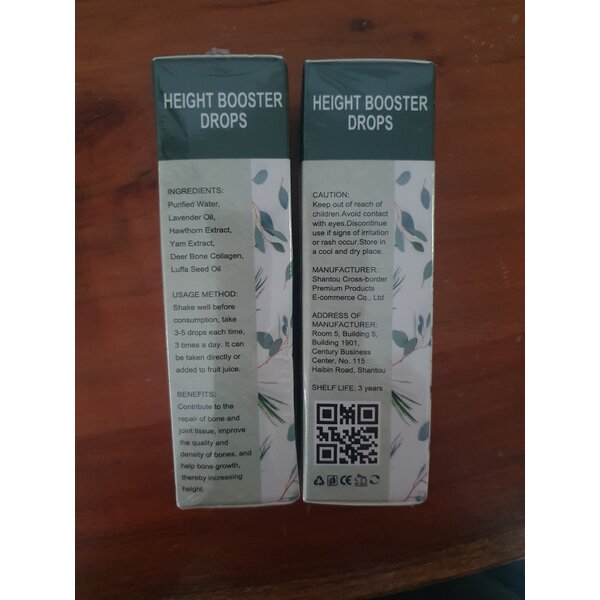 HEIGHT BOOSTER
DROPS
INGREDIENTS:
Purified Water,
Lavender Oil,
Hawthorn Extract,
Yam Extract,
Deer Bone Collagen,
Luffa Seed Oil
USAGE METHOD:
Shake well before
consumption, take
3-5 drops each time,
3 times a day. It can
be taken directly or
added to fruit juice.
BENEFITS:
Contribute to the
repair of bone and
joint tissue, improve
the quality and
density of bones, and
help bone growth,
thereby increasing
height.
HEIGHT BOOSTER
DROPS
CAUTION:
Keep out of reach of
children.Avoid contact
with eyes.Discontinue
use if signs of irritation
or rash occur.Store in
a cool and dry place.
MANUFACTURER:
Shantou Cross-border
Premium Products
E-commerce Co., Ltd
ADDRESS OF
MANUFACTURER:
Room 5, Building 5,
Building 1901,
Century Business
Center, No. 115
Haibin Road, Shantou
SHELF LIFE: 3 years
CE